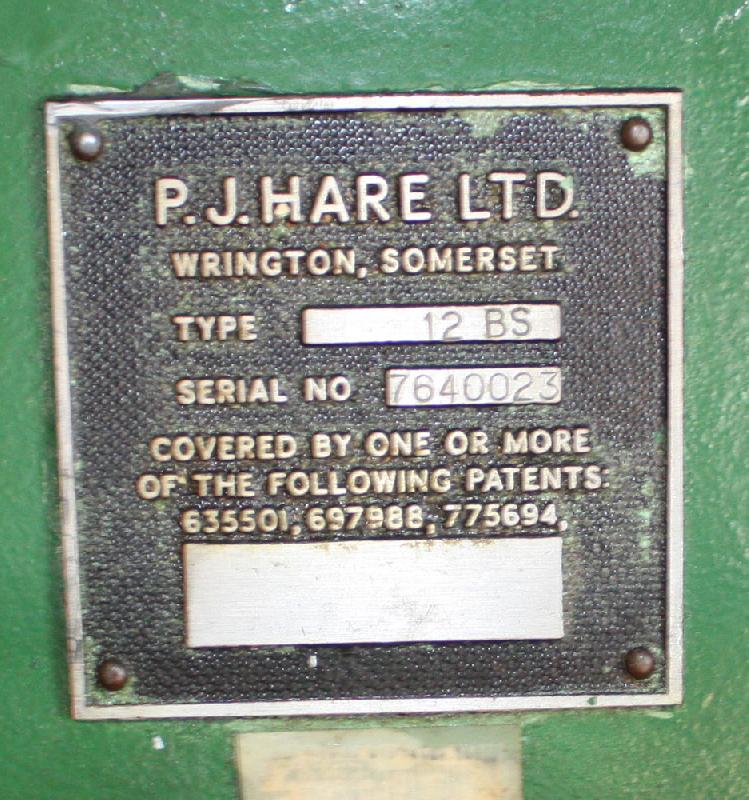 P.J.HARE LTD.
WRINGTON, SOMERSET
TYPE 12 BS
SERIAL NO 7640023
COVERED BY ONE OR MORE
OF THE FOLLOWING PATENTS:
635501, 697988, 775694,